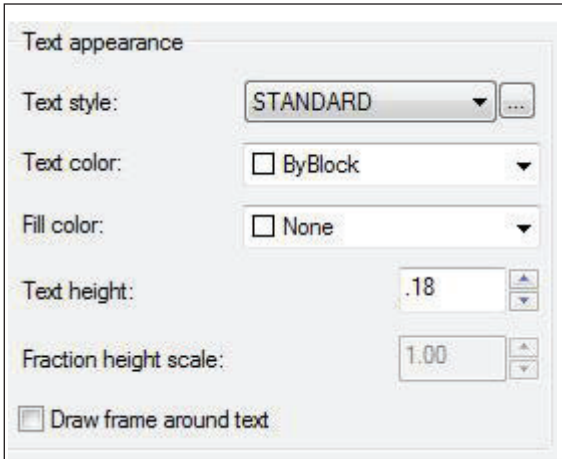 Text appearance
Text style: STANDARD ...
Text color: ByBlock
Fill color: None
Text height: .18
Fraction height scale: 1.00
Draw frame around text